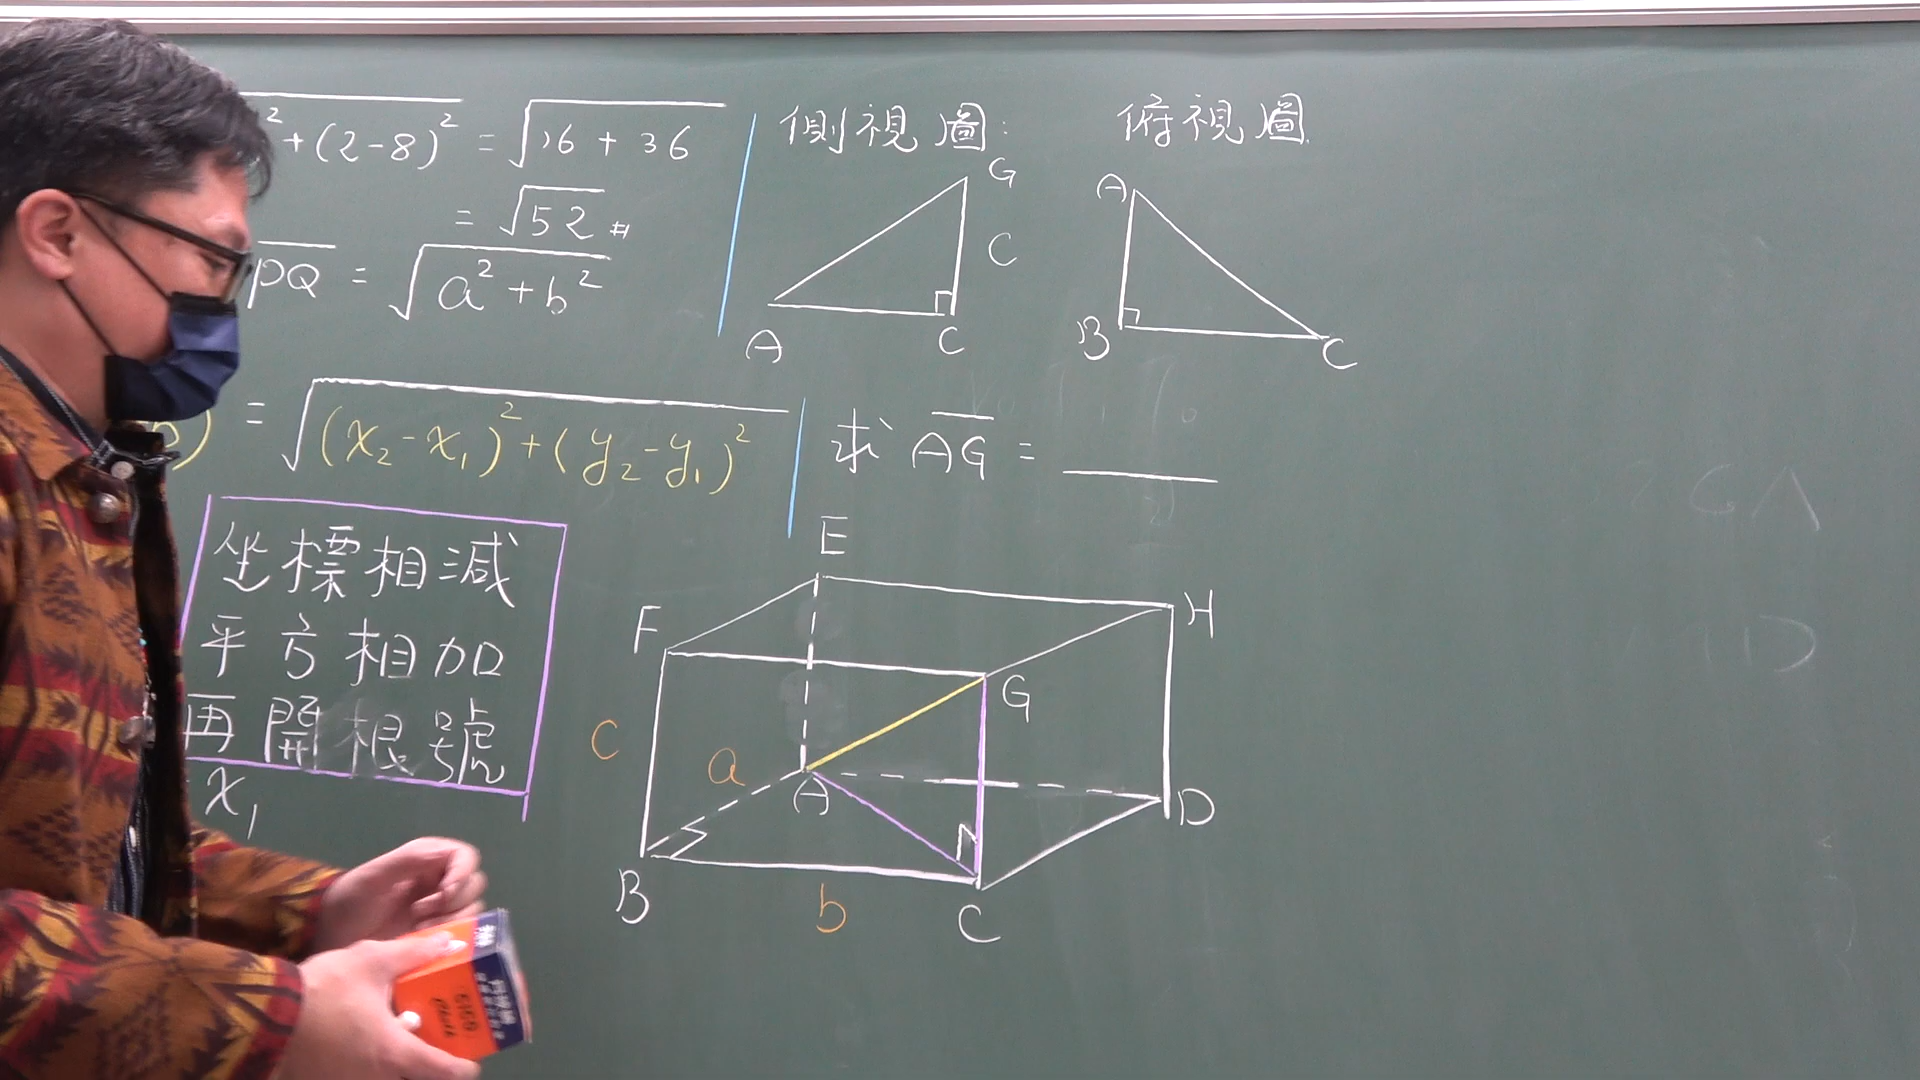 ²+(2-8)² = √16 + 36
= √52 #
PQ = √a²+b²
= √(x₂-x₁)²+(y₂-y₁)²
坐標相減
平方相加
再開根號
x₁
側視圖:
G
C
A
C
俯視圖
A
B
C
求 AG = ____
E
F
H
G
C
a
A
D
B
b
C